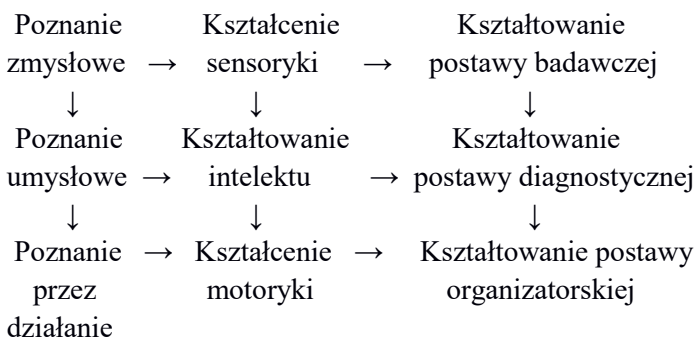 Poznanie Kształcenie Kształtowanie
zmysłowe → sensoryki → postawy badawczej
↓ ↓ ↓
Poznanie Kształtowanie Kształtowanie
umysłowe → intelektu → postawy diagnostycznej
↓ ↓ ↓
Poznanie → Kształcenie → Kształtowanie postawy
przez motoryki organizatorskiej
działanie